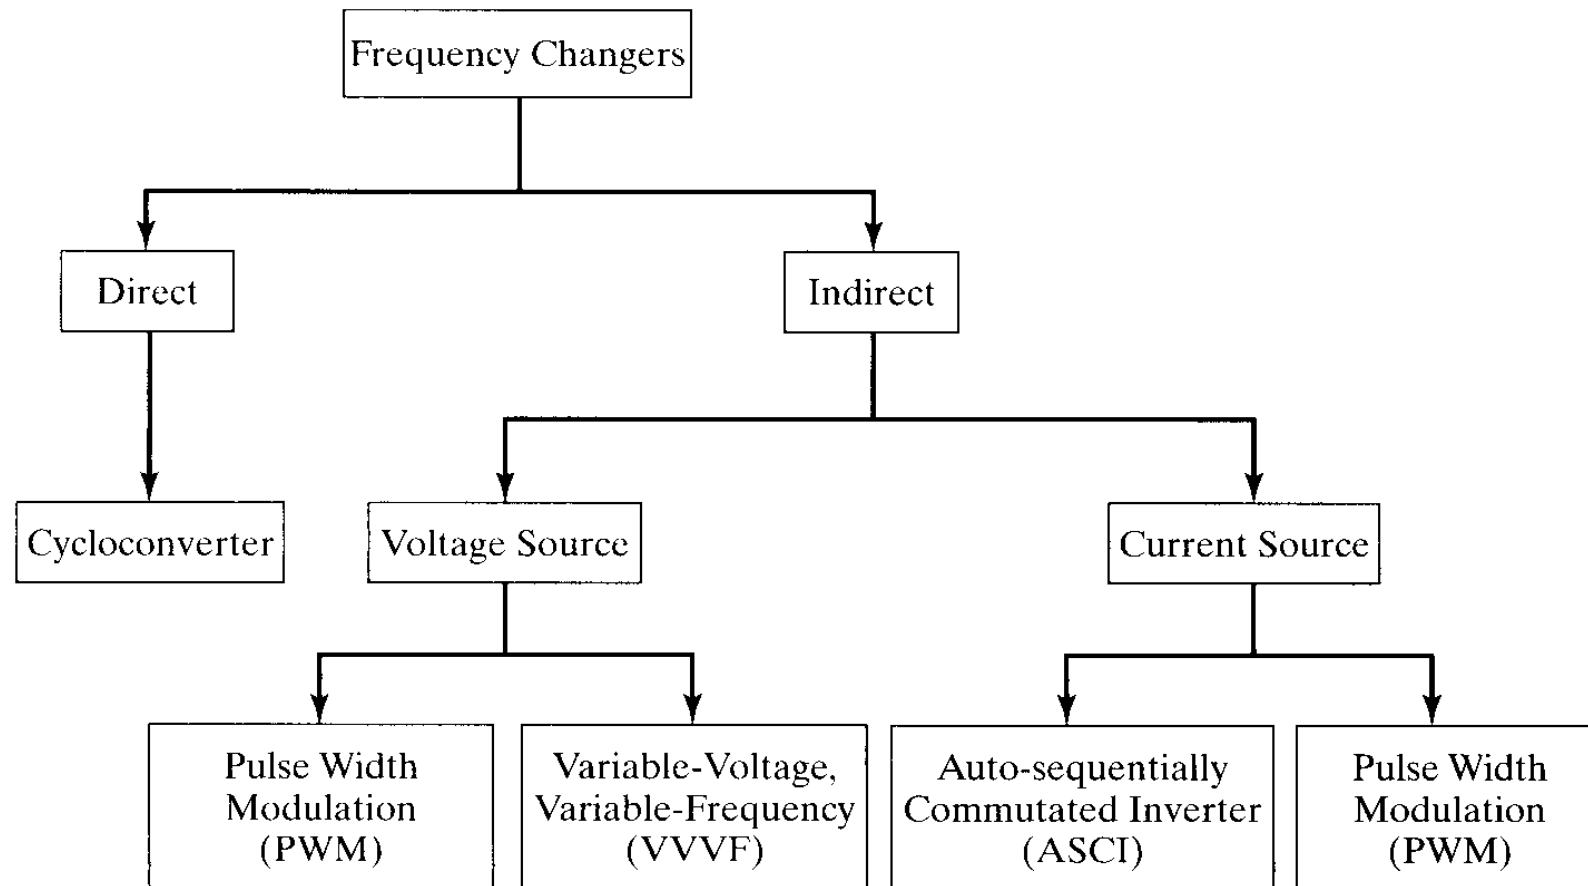 Frequency Changers
Direct
Indirect
Cycloconverter
Voltage Source
Current Source
Pulse Width
Modulation
(PWM)
Variable-Voltage,
Variable-Frequency
(VVVF)
Auto-sequentially
Commutated Inverter
(ASCI)
Pulse Width
Modulation
(PWM)